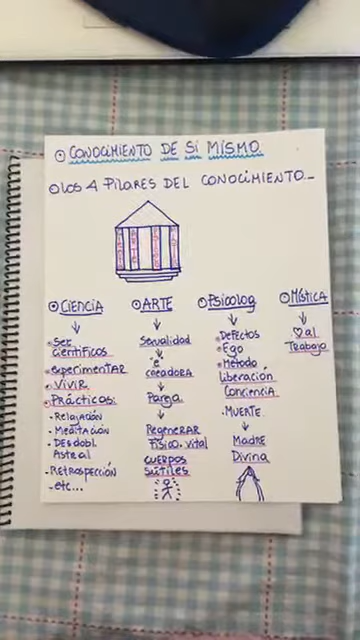 CONOCIMIENTO DE SÍ MISMO
LOS 4 PILARES DEL CONOCIMIENTO...
CIENCIA
Ser
científicos
experimentar
Vivir
Prácticas:
- Relajación
- Meditación
- Desdobl.
Astral
- Retrospección
- etc...
ARTE
Sexualidad
creadora
Pareja
Regenerar
Físico, vital
cuerpos
sutiles
Psicolog
Defectos
Ego
Método
liberación
Conciencia
MUERTE
Madre
Divina
Mística
♡ al
Trabajo